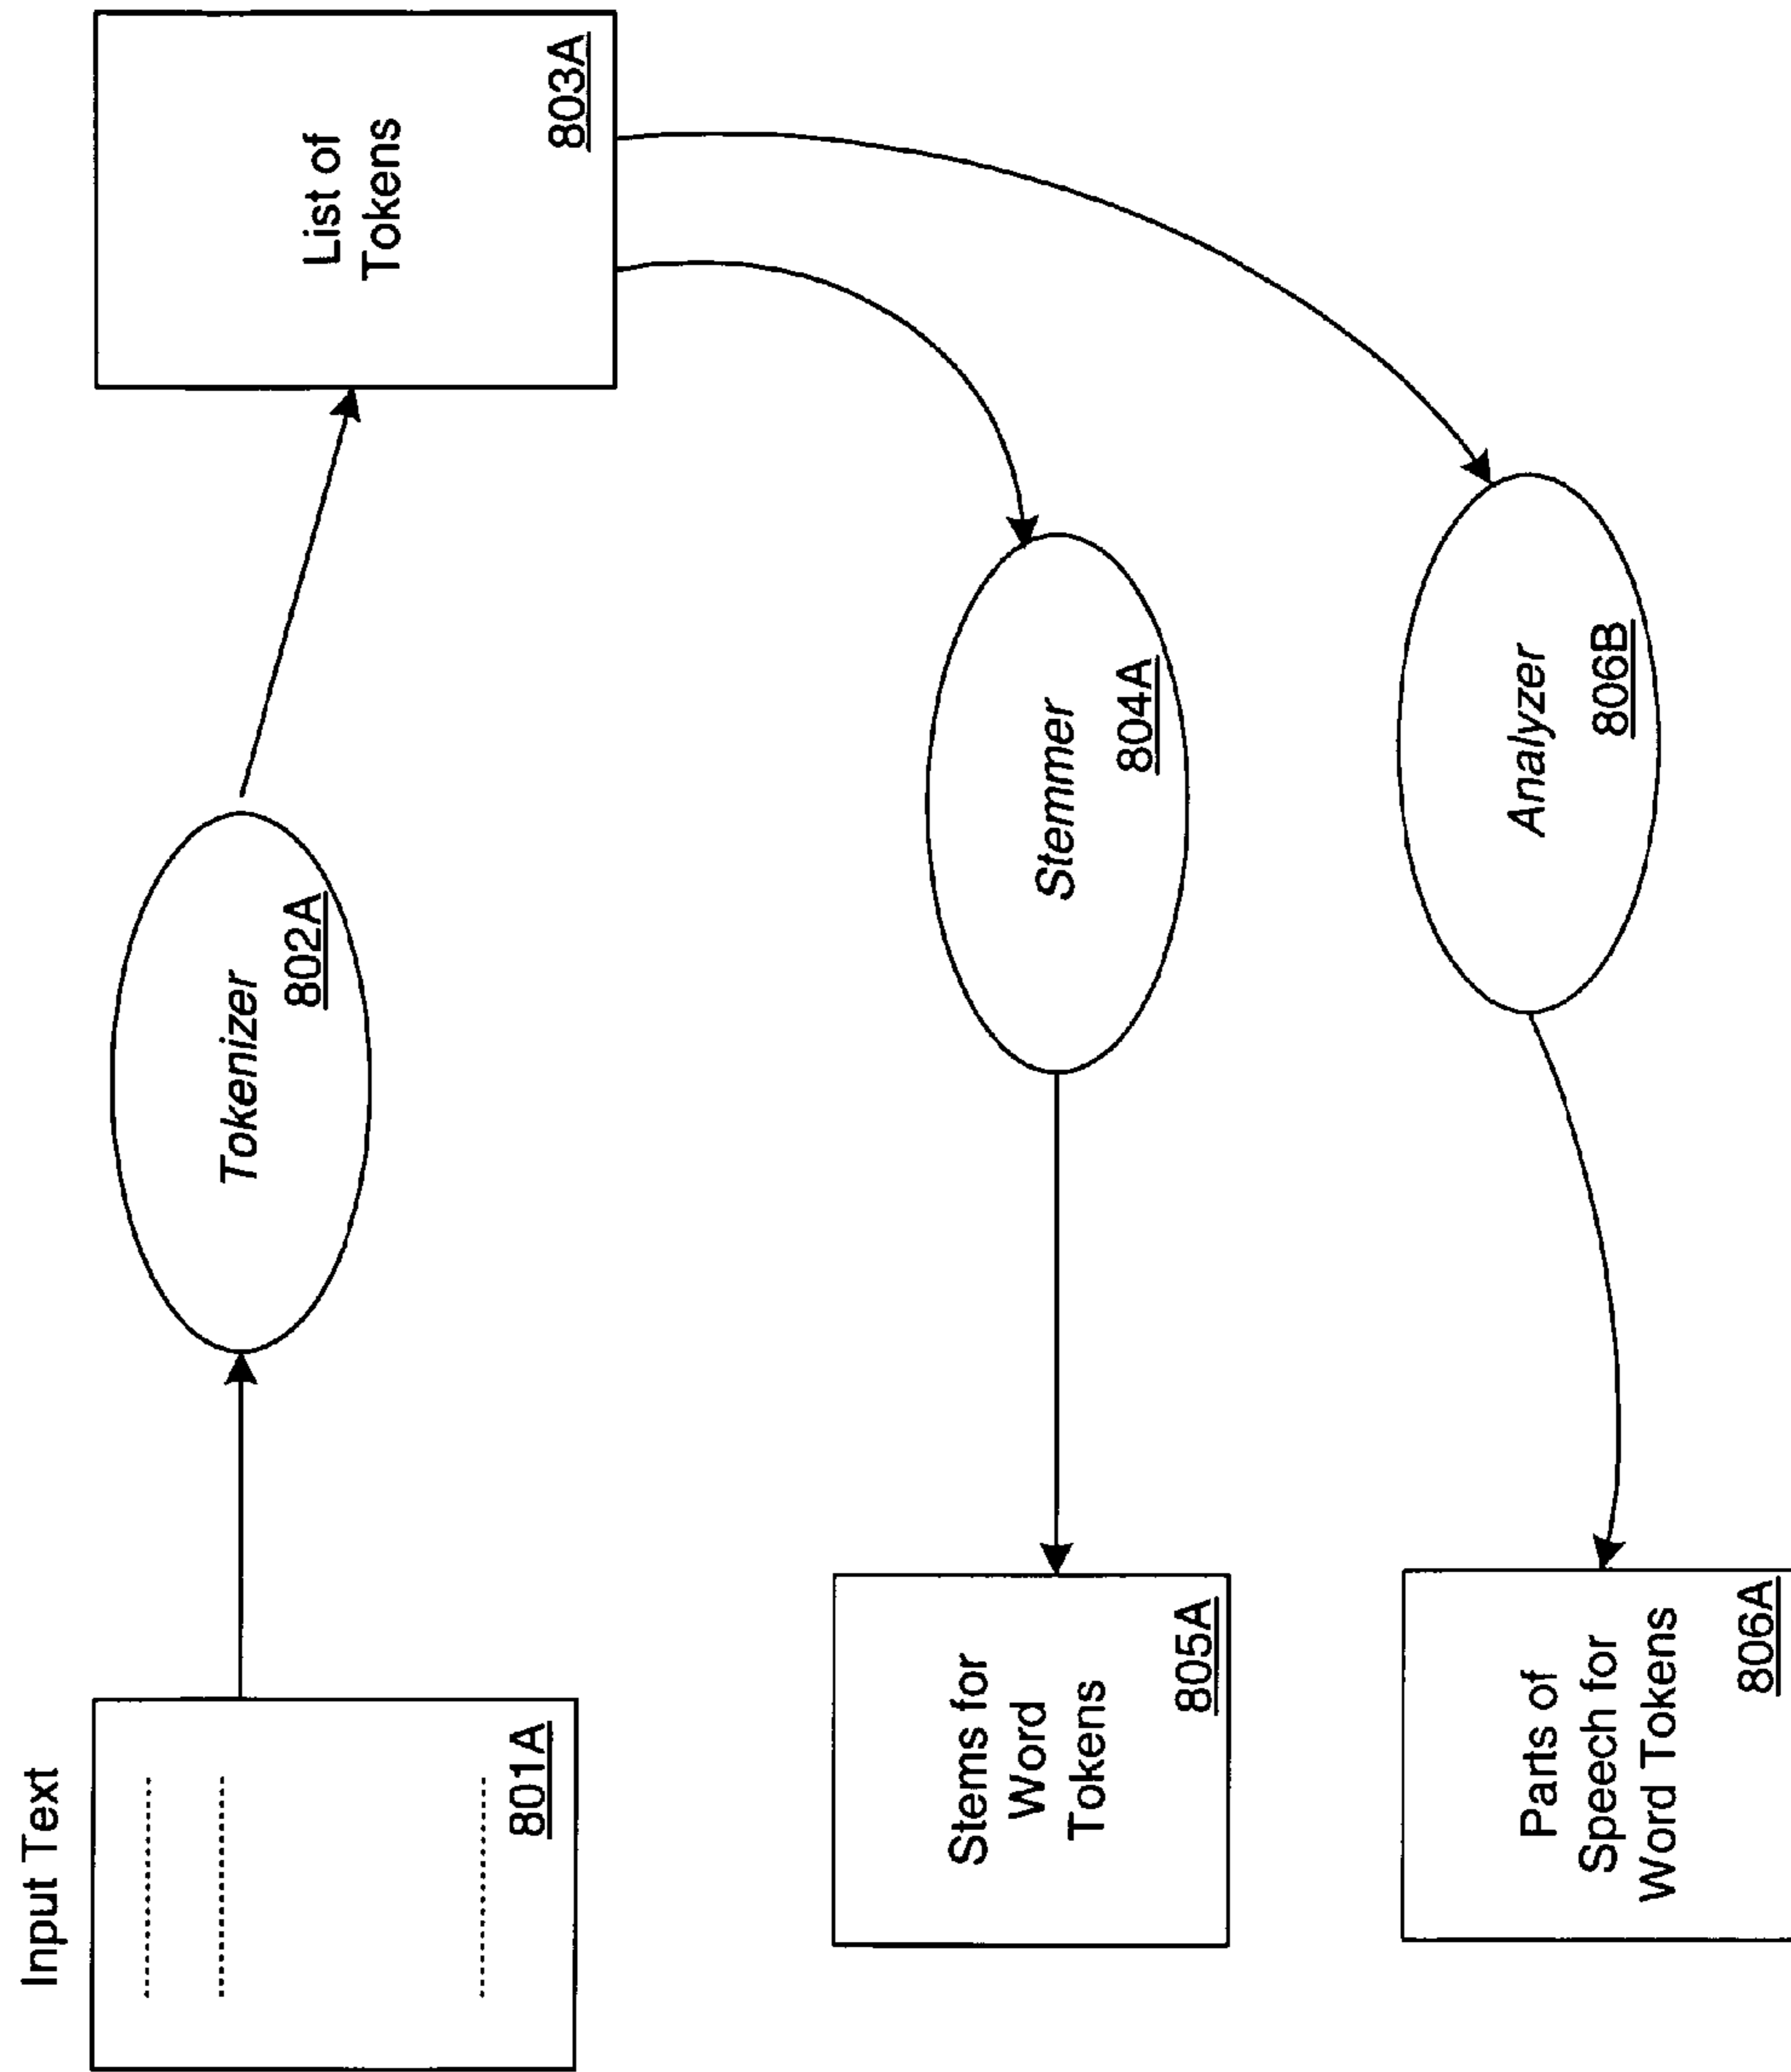 Input Text
801A
Tokenizer
802A
List of
Tokens
803A
Stems for
Word
Tokens
805A
Stemmer
804A
Parts of
Speech for
Word Tokens
806A
Analyzer
806B